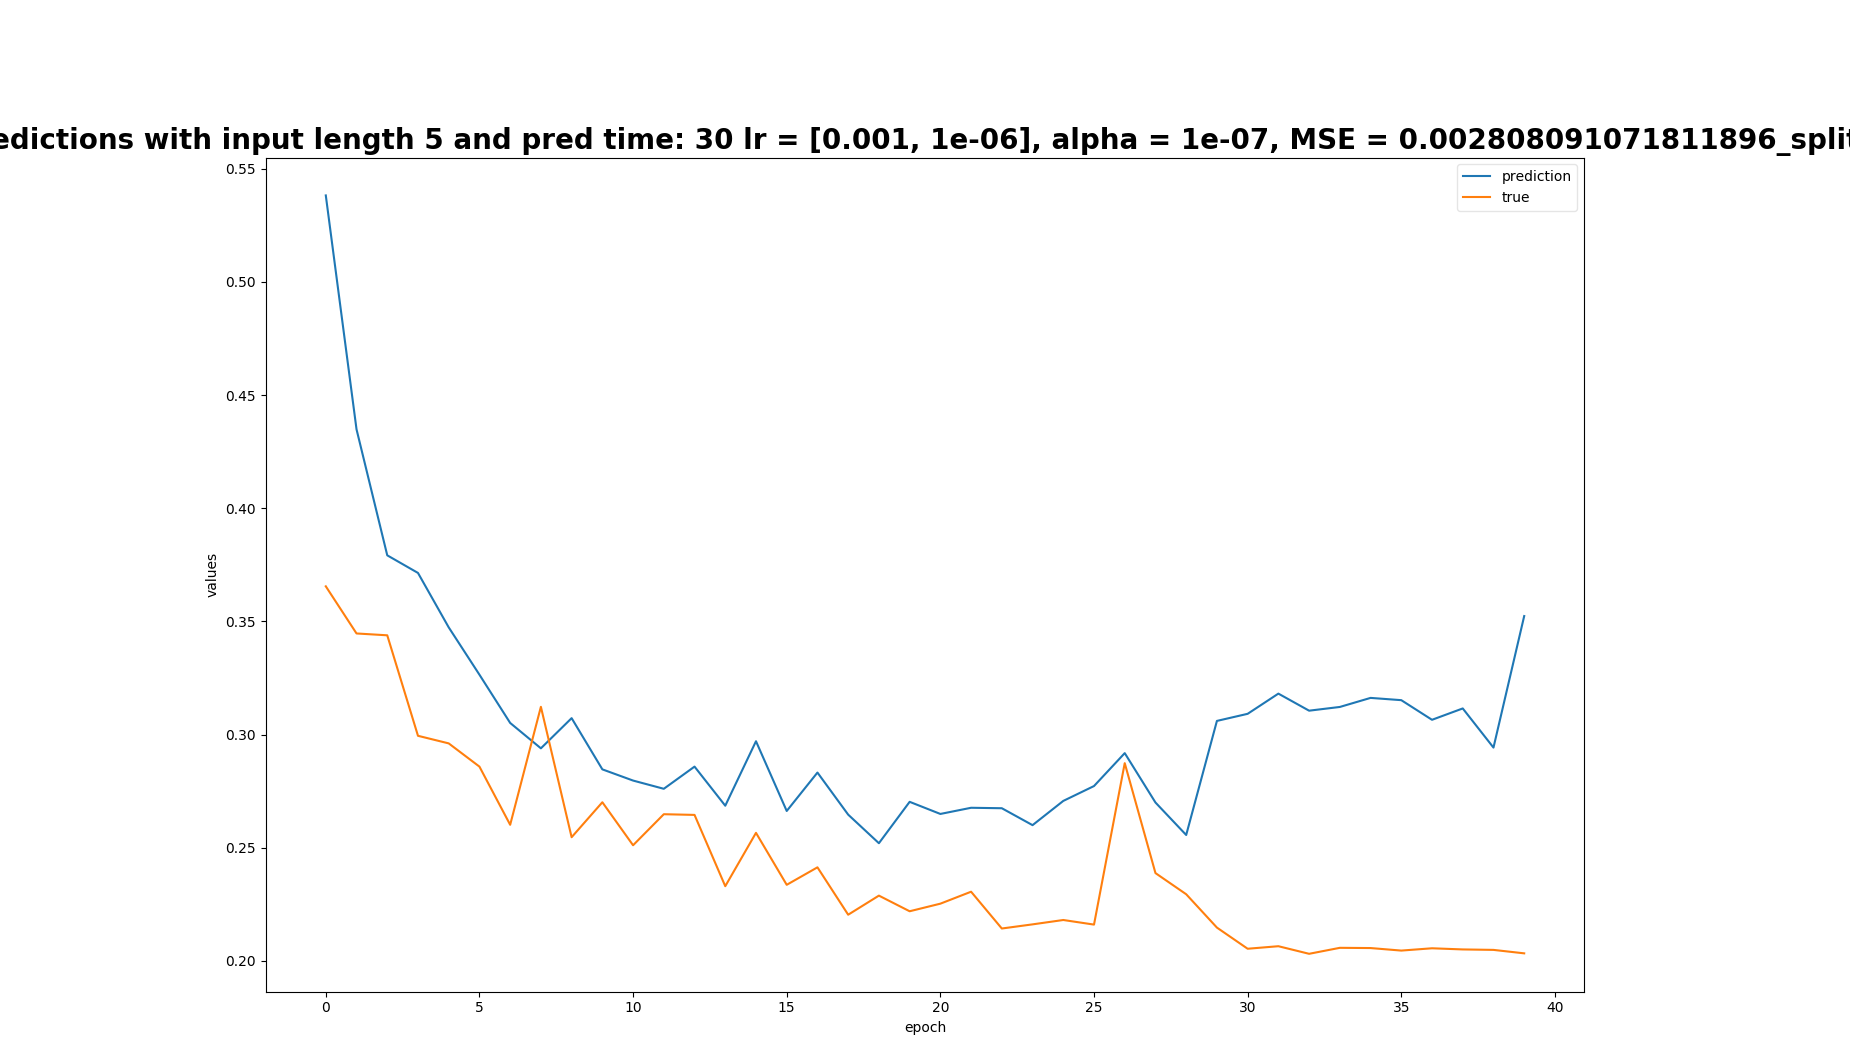 edictions with input length 5 and pred time: 30 lr = [0.001, 1e-06], alpha = 1e-07, MSE = 0.002808091071811896_split
prediction
true
0.55
0.50
0.45
0.40
0.35
0.30
0.25
0.20
values
0 5 10 15 20 25 30 35 40
epoch